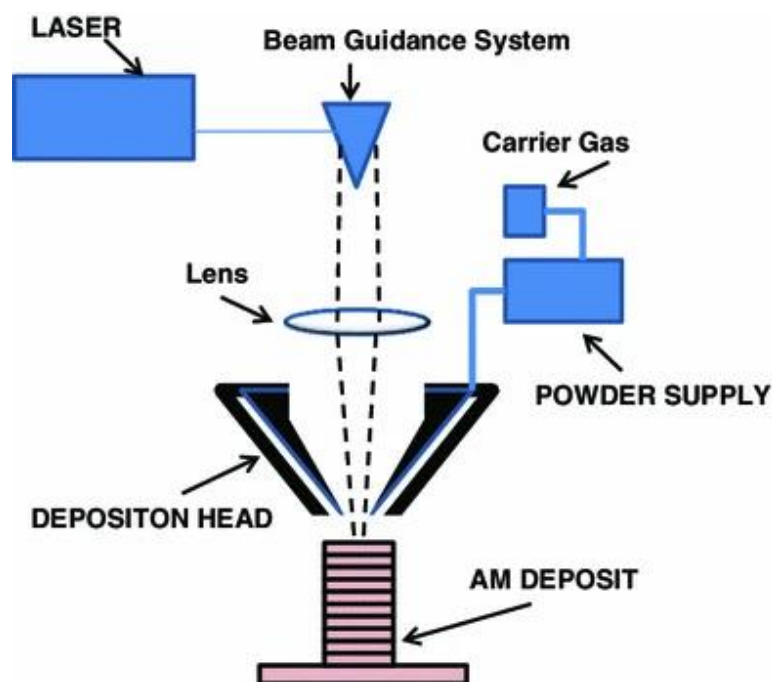 LASER
Beam Guidance System
Carrier Gas
Lens
POWDER SUPPLY
DEPOSITON HEAD
AM DEPOSIT